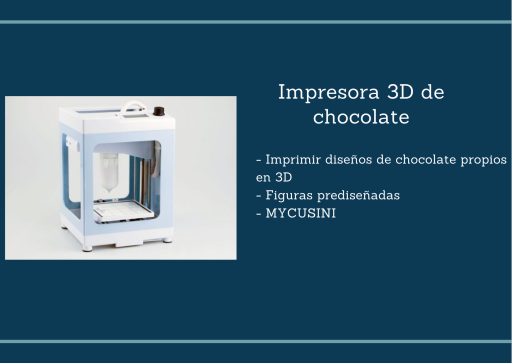 Impresora 3D de
chocolate
- Imprimir diseños de chocolate propios
en 3D
- Figuras prediseñadas
- MYCUSINI